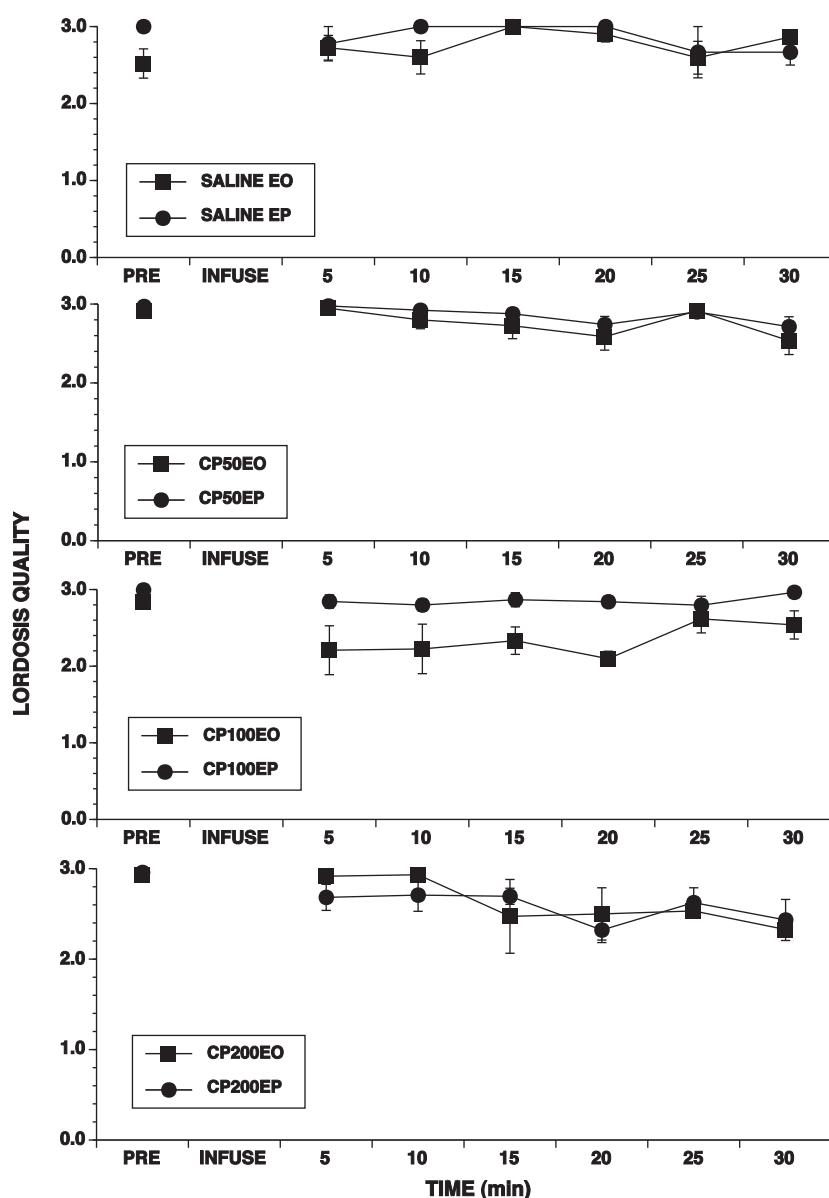 LORDOSIS QUALITY
3.0
2.0
1.0
0.0
SALINE EO
SALINE EP
PRE INFUSE 5 10 15 20 25 30
3.0
2.0
1.0
0.0
CP50EO
CP50EP
PRE INFUSE 5 10 15 20 25 30
3.0
2.0
1.0
0.0
CP100EO
CP100EP
PRE INFUSE 5 10 15 20 25 30
3.0
2.0
1.0
0.0
CP200EO
CP200EP
PRE INFUSE 5 10 15 20 25 30
TIME (min)